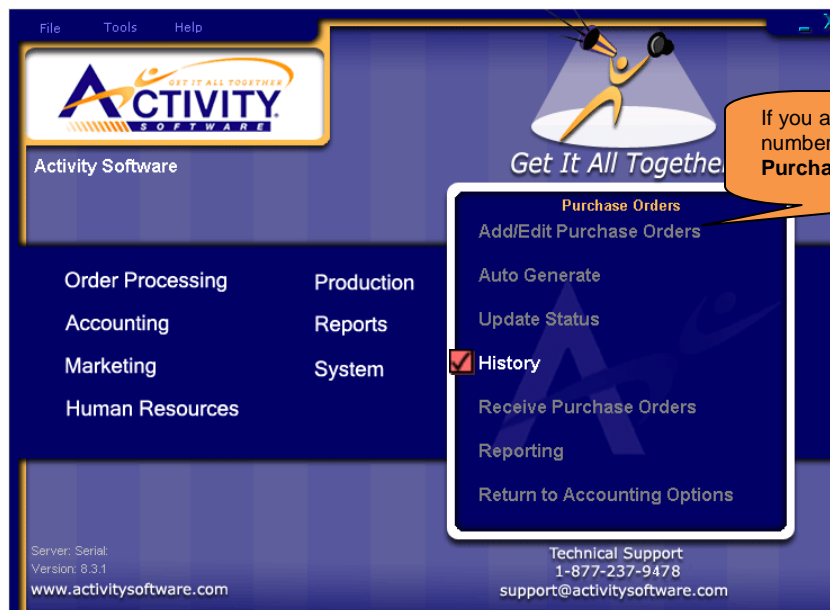 File Tools Help
GET IT ALL TOGETHER
ACTIVITY
SOFTWARE
Activity Software
Get It All Togethe
If you a
number
Purcha
Purchase Orders
Add/Edit Purchase Orders
Auto Generate
Update Status
History
Receive Purchase Orders
Reporting
Return to Accounting Options
Order Processing
Accounting
Marketing
Human Resources
Production
Reports
System
Server: Serial:
Version: 8.3.1
www.activitysoftware.com
Technical Support
1-877-237-9478
support@activitysoftware.com